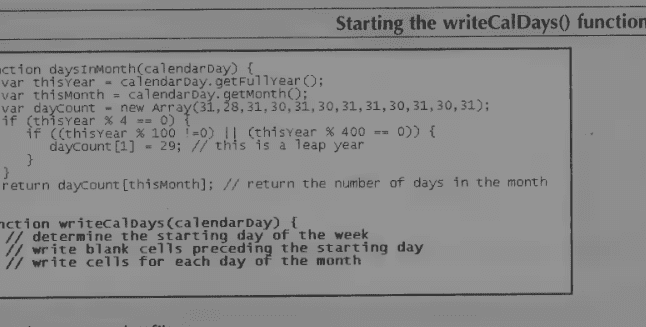 Starting the writeCalDays() function
nction daysInMonth(calendarDay) {
var thisYear = calendarDay.getFullYear();
var thisMonth = calendarDay.getMonth();
var dayCount = new Array(31,28,31,30,31,30,31,31,30,31,30,31);
if (thisYear % 4 == 0) {
if ((thisYear % 100 !=0) || (thisYear % 400 == 0)) {
dayCount[1] = 29; // this is a leap year
}
}
return dayCount[thisMonth]; // return the number of days in the month
nction writeCalDays(calendarDay) {
// determine the starting day of the week
// write blank cells preceding the starting day
// write cells for each day of the month